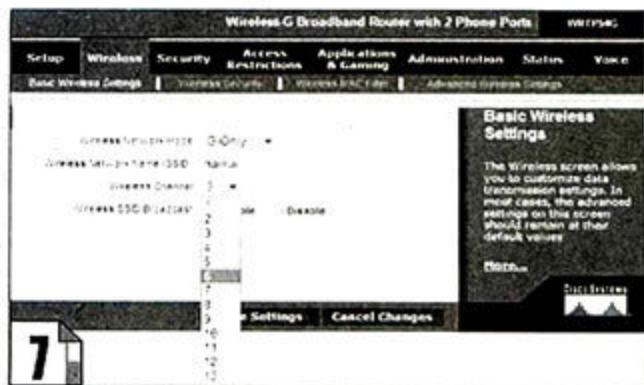 Wireless-G Broadband Router with 2 Phone Ports WRTP54G
Setup Wireless Security Access Restrictions Applications & Gaming Administration Status Voice
Basic Wireless Settings Wireless Security Wireless MAC Filter Advanced Wireless Settings
Wireless Network Mode: G-Only
Wireless Network Name (SSID):
Wireless Channel:
Wireless SSID Broadcast: Disable
2
3
4
5
6
7
8
9
10
11
12
13
Basic Wireless Settings
The Wireless screen allows
you to customize data
transmission settings. In
most cases, the advanced
settings on this screen
should remain at their
default values
More...
Cisco Systems
Settings Cancel Changes
7